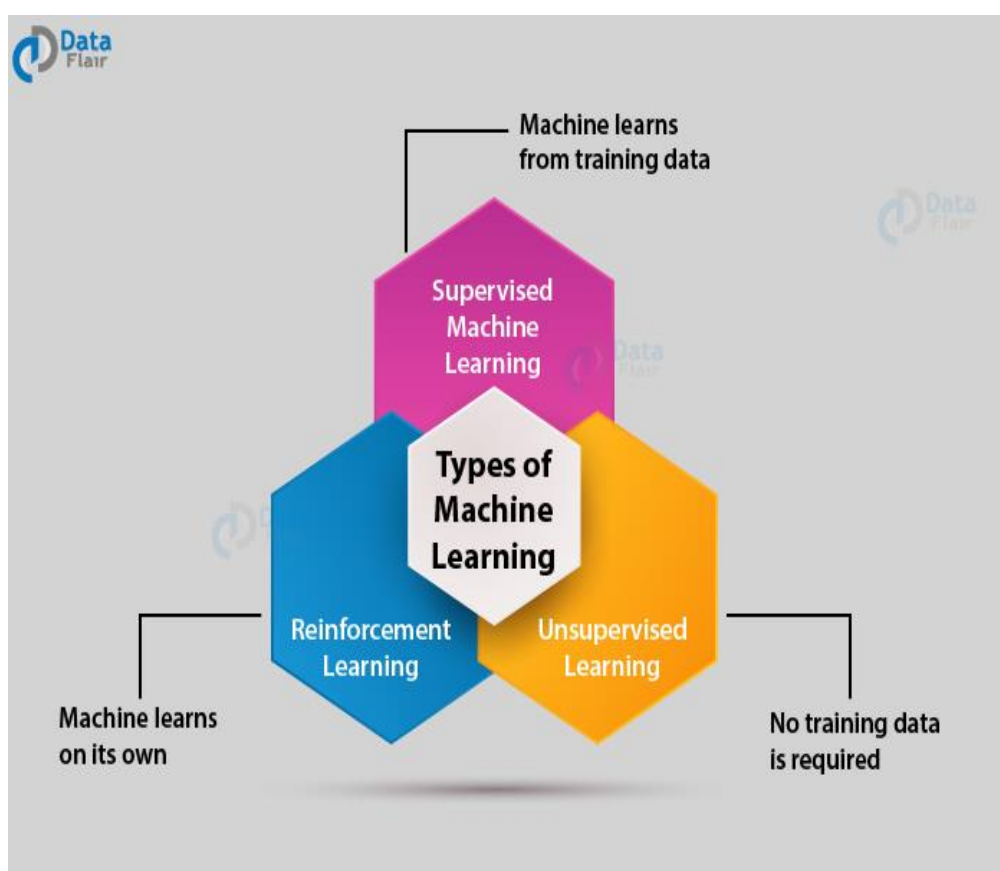 Data
Flair
Machine learns
from training data
Data
Flair
Supervised
Machine
Learning
Data
Flair
Types of
Machine
Learning
Reinforcement
Learning
Unsupervised
Learning
Machine learns
on its own
No training data
is required